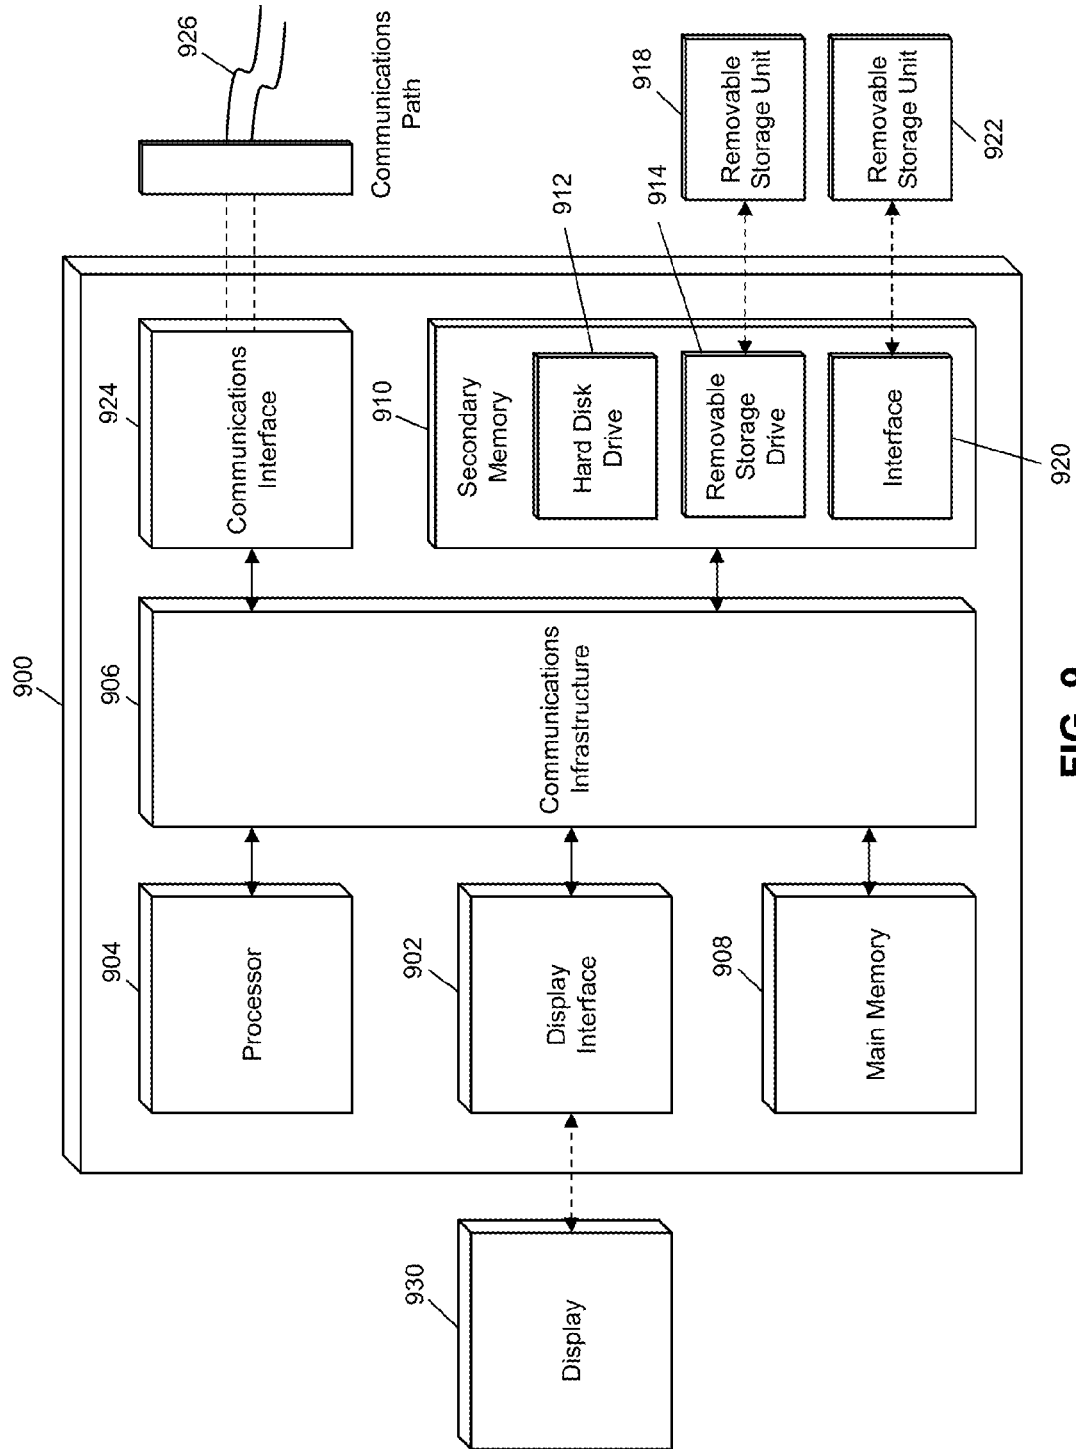 900
904
906
924
926
Processor
Communications
Interface
Communications
Path
930
902
910
Display
Display
Interface
Communications
Infrastructure
Secondary
Memory
Hard Disk
Drive
912
918
908
914
Main Memory
Removable
Storage
Drive
Removable
Storage Unit
Interface
Removable
Storage Unit
920
922
FIG. 9